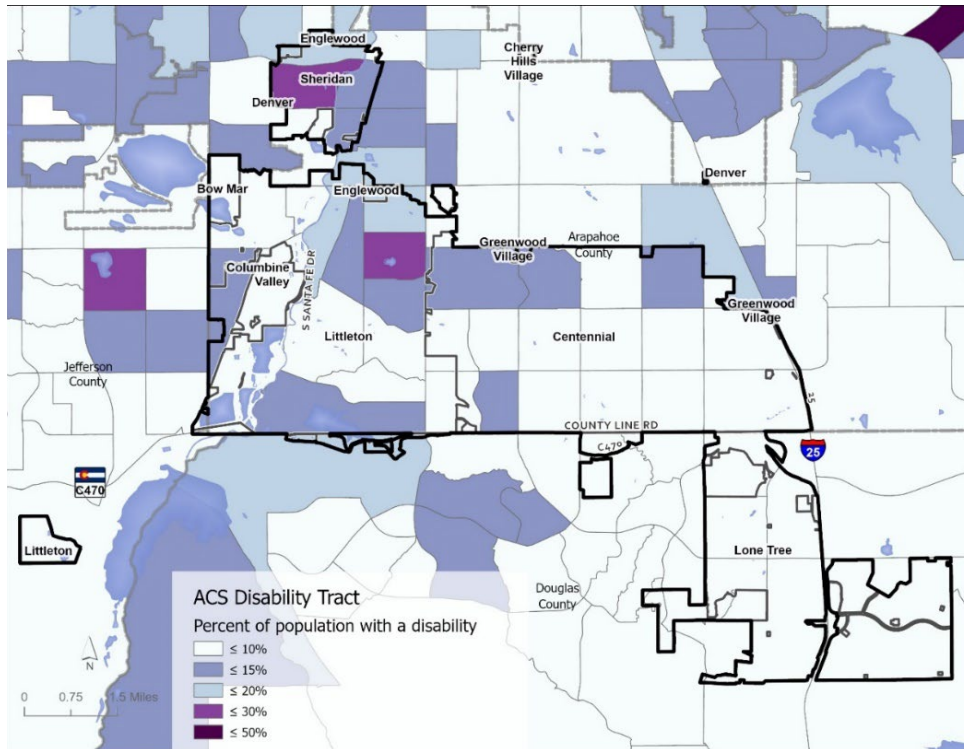 Englewood
Cherry
Hills
Village
Sheridan
Denver
Denver
Bow Mar
Englewood
Arapahoe
County
Greenwood
Village
Columbine
Valley
S SANTA FE DR
Greenwood
Village
Littleton
Centennial
Jefferson
County
25
COUNTY LINE RD
C470
25
C470
Littleton
Lone Tree
Douglas
County
ACS Disability Tract
Percent of population with a disability
≤ 10%
≤ 15%
≤ 20%
≤ 30%
≤ 50%
N
0 0.75 1.5 Miles